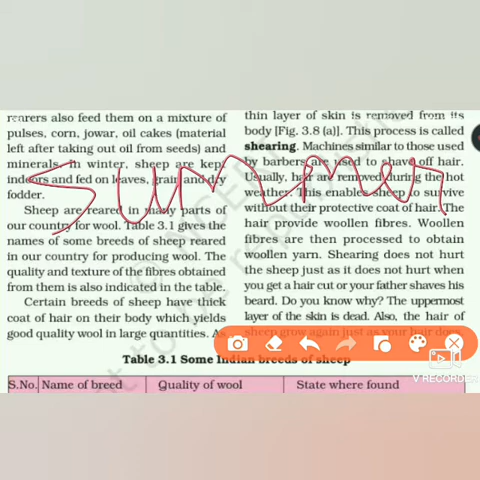 rearers also feed them on a mixture of
pulses, corn, jowar, oil cakes (material
left after taking out oil from seeds) and
minerals. In winter, sheep are kept
indoors and fed on leaves, grain and dry
fodder.
Sheep are reared in many parts of
our country for wool. Table 3.1 gives the
names of some breeds of sheep reared
in our country for producing wool. The
quality and texture of the fibres obtained
from them is also indicated in the table.
Certain breeds of sheep have thick
coat of hair on their body which yields
good quality wool in large quantities. As
thin layer of skin is removed from its
body [Fig. 3.8 (a)]. This process is called
shearing. Machines similar to those used
by barbers are used to shave off hair.
Usually, hair are removed during the hot
weather. This enables sheep to survive
without their protective coat of hair. The
hair provide woollen fibres. Woollen
fibres are then processed to obtain
woollen yarn. Shearing does not hurt
the sheep just as it does not hurt when
you get a hair cut or your father shaves his
beard. Do you know why? The uppermost
layer of the skin is dead. Also, the hair of
sheep grow again just as your hair does.
Summer
Table 3.1 Some Indian breeds of sheep
S.No. Name of breed Quality of wool State where found
V RECORDER